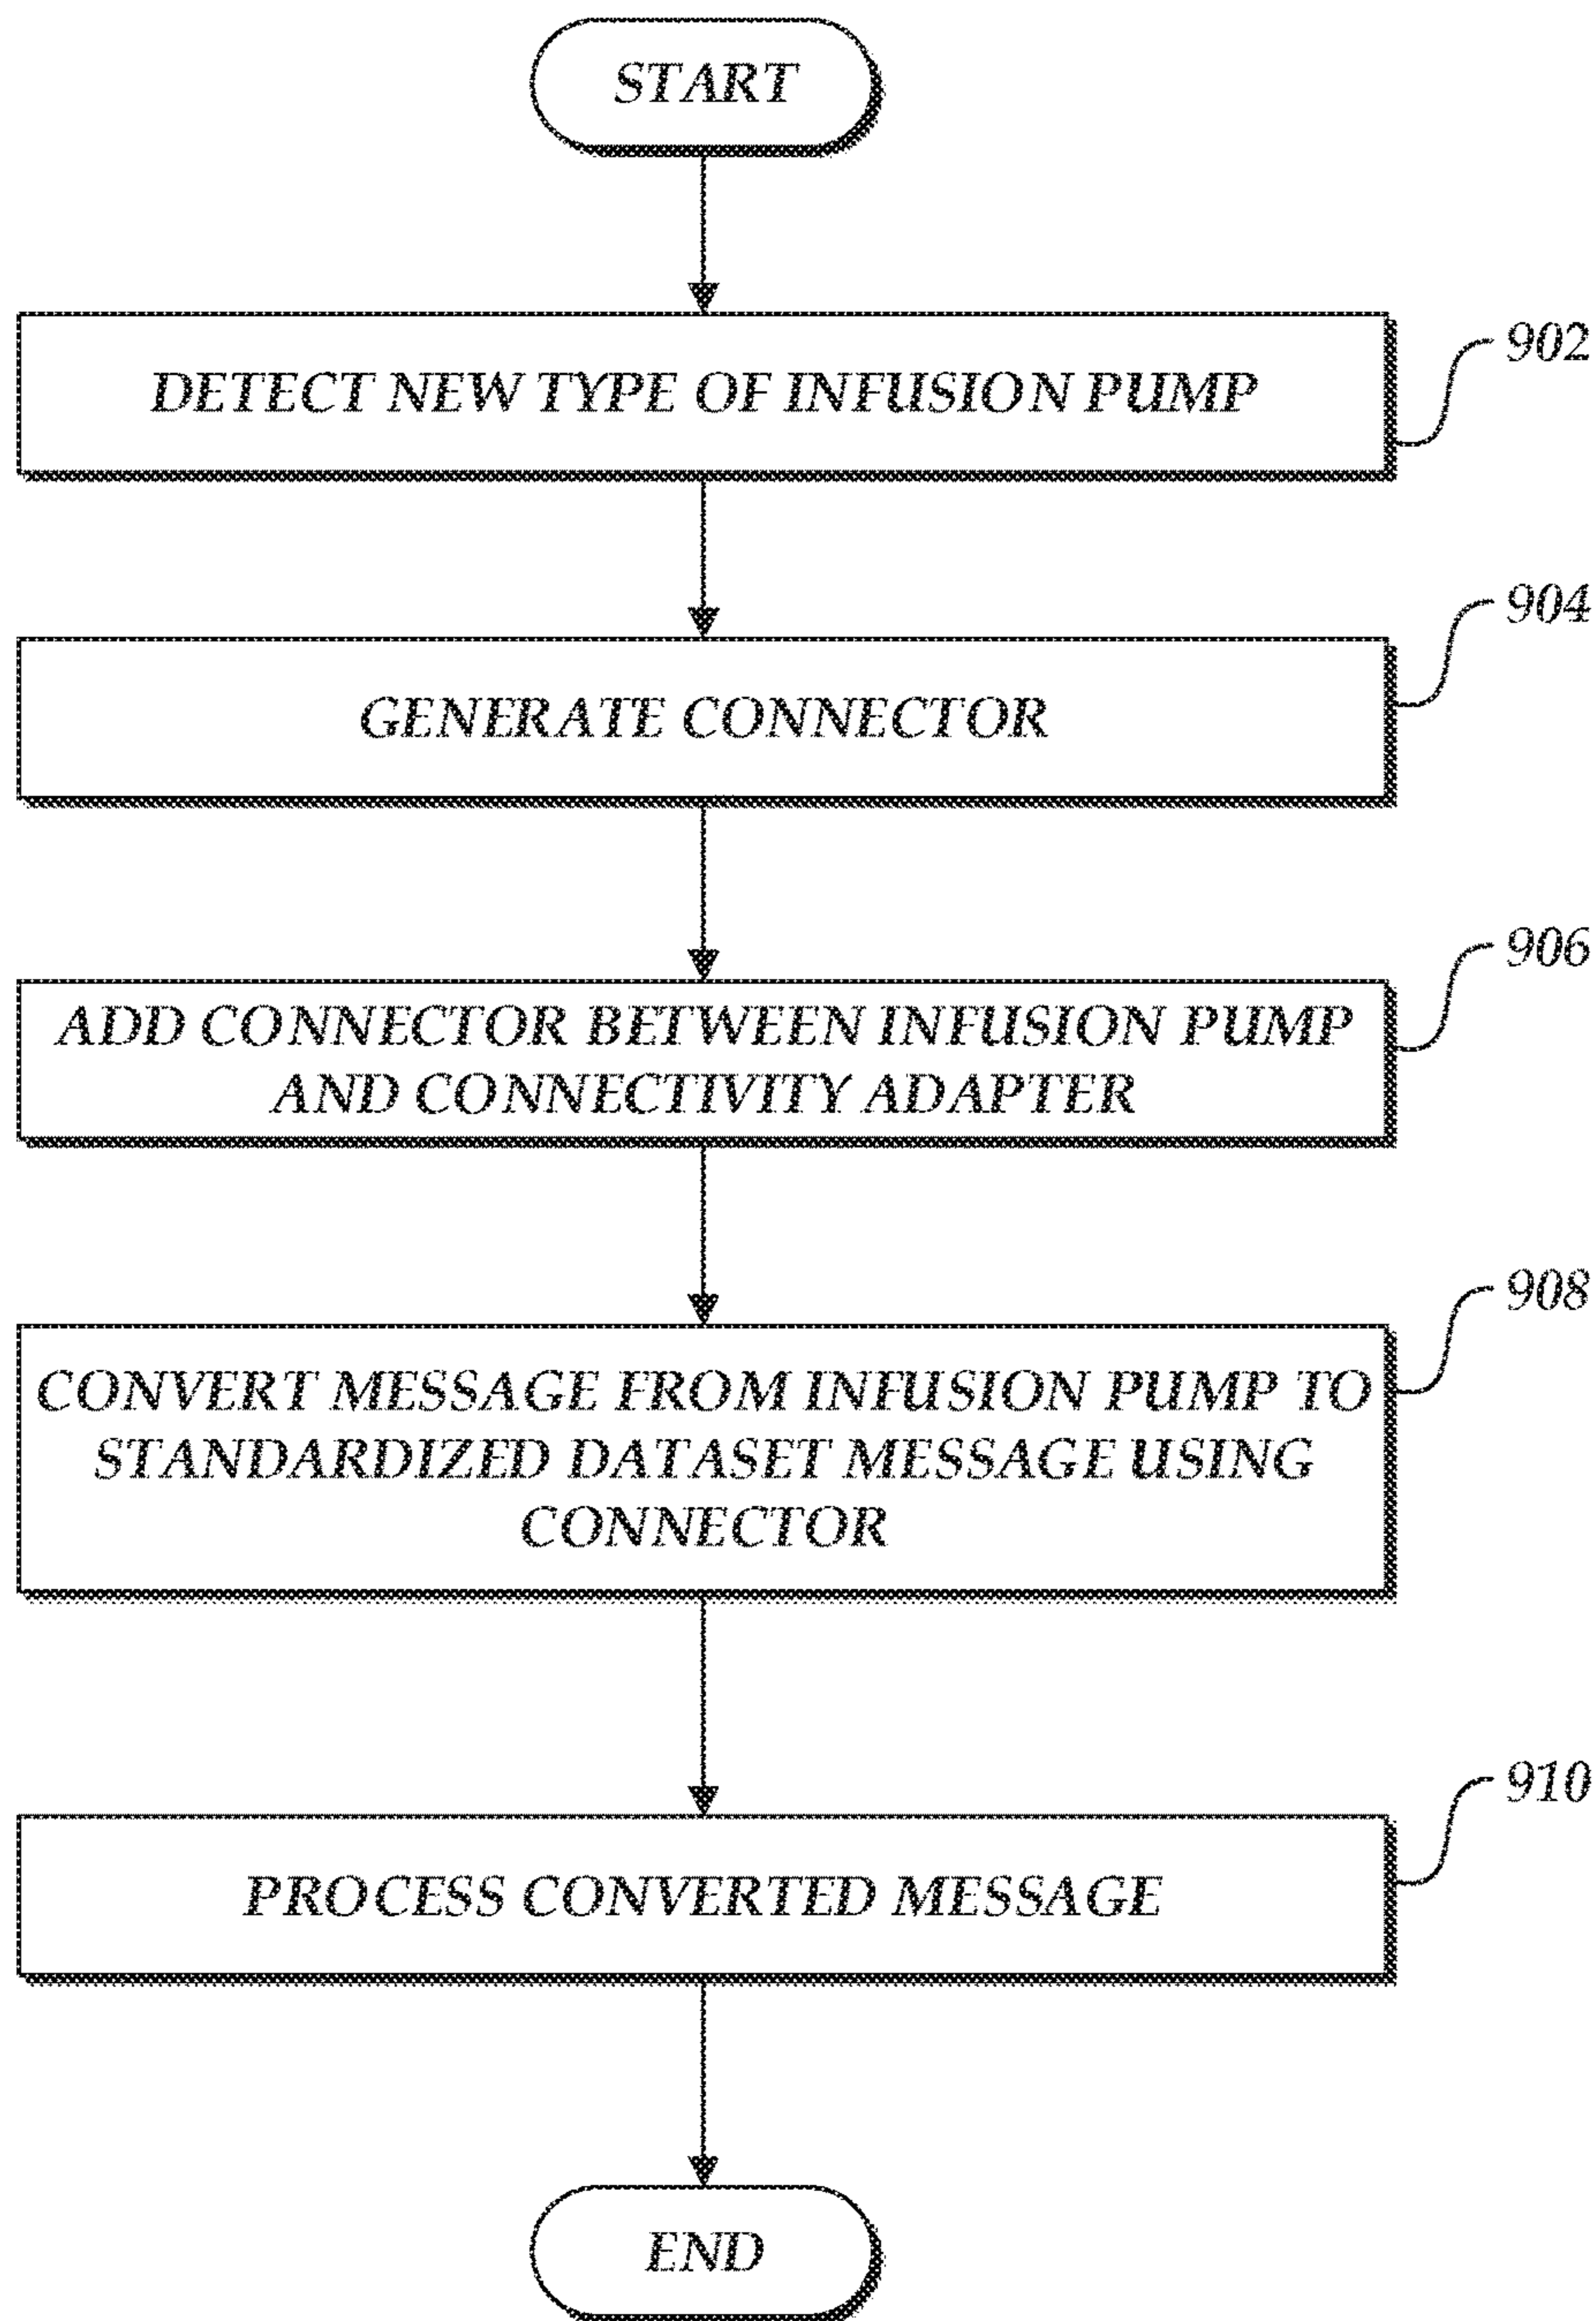 START
DETECT NEW TYPE OF INFUSION PUMP
902
GENERATE CONNECTOR
904
ADD CONNECTOR BETWEEN INFUSION PUMP
AND CONNECTIVITY ADAPTER
906
CONVERT MESSAGE FROM INFUSION PUMP TO
STANDARDIZED DATASET MESSAGE USING
CONNECTOR
908
PROCESS CONVERTED MESSAGE
910
END